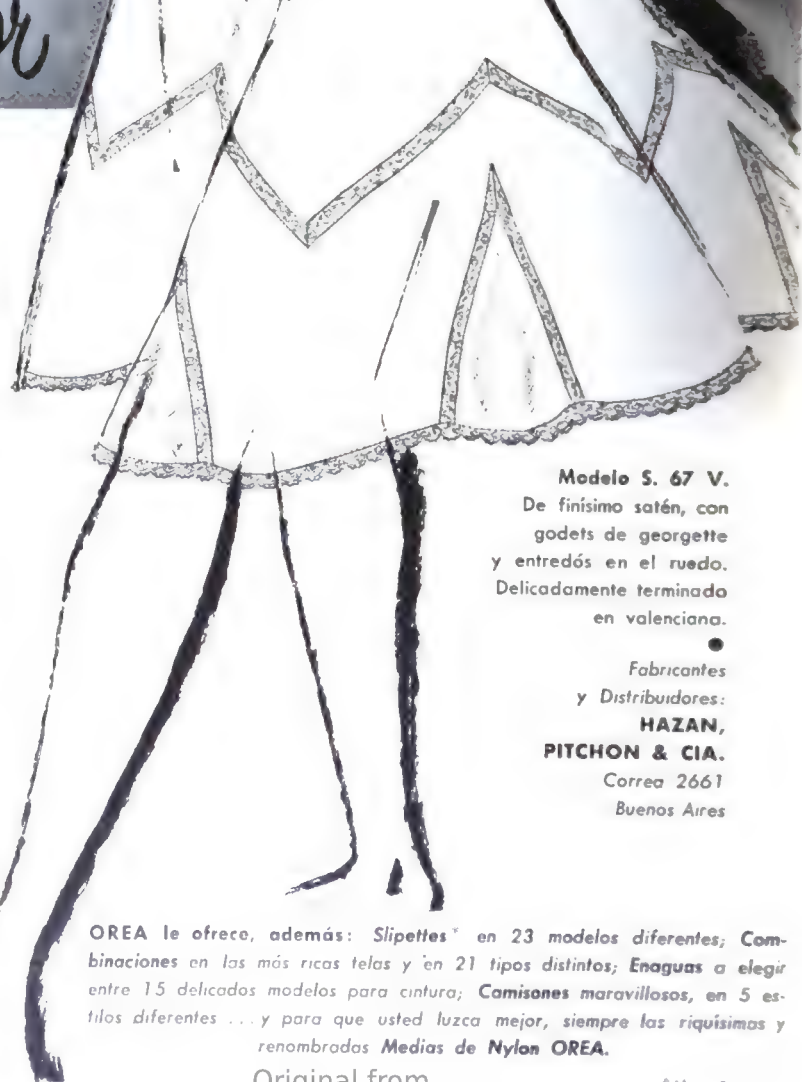 Modelo S. 67 V.
De finísimo satén, con
godets de georgette
y entredós en el ruedo.
Delicadamente terminado
en valenciana.
●
Fabricantes
y Distribuidores:
HAZAN,
PITCHON & CIA.
Correa 2661
Buenos Aires
OREA le ofrece, además: Slipettes* en 23 modelos diferentes; Com-
binaciones en las más ricas telas y en 21 tipos distintos; Enaguas a elegir
entre 15 delicados modelos para cintura; Camisones maravillosos, en 5 es-
tilos diferentes ... y para que usted luzca mejor, siempre las riquísimas y
renombradas Medias de Nylon OREA.
Original from